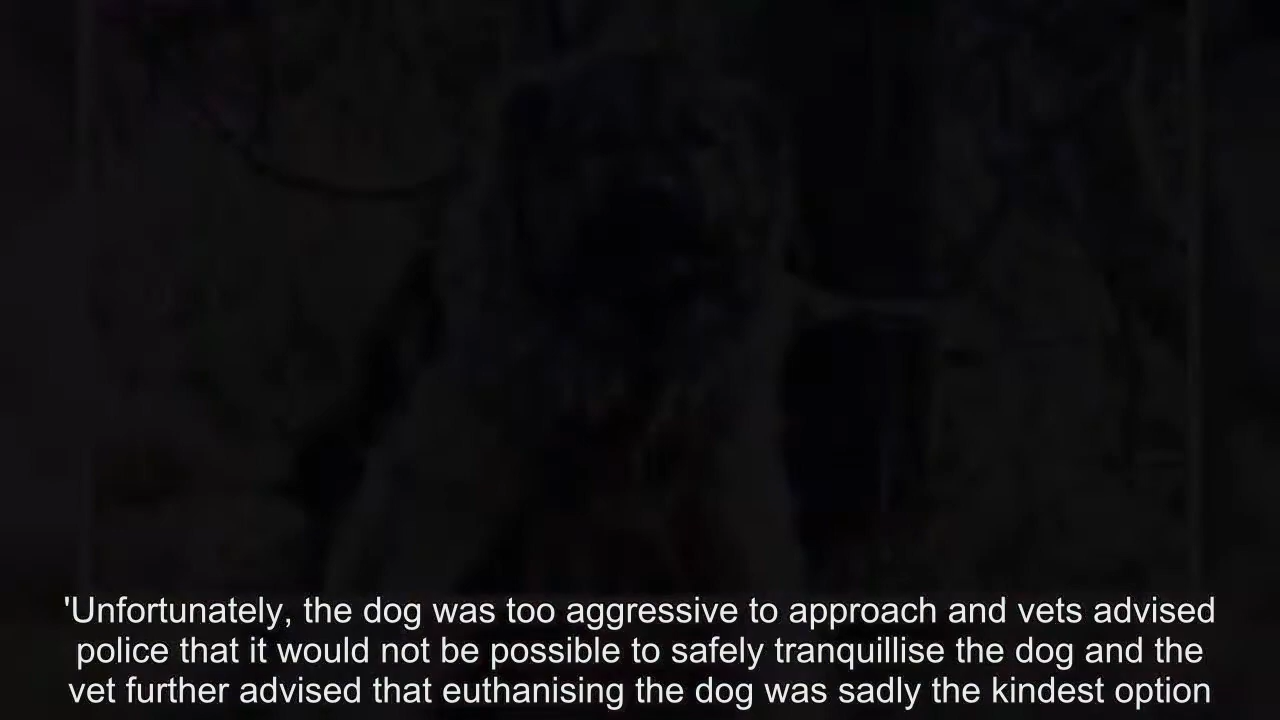 'Unfortunately, the dog was too aggressive to approach and vets advised
police that it would not be possible to safely tranquillise the dog and the
vet further advised that euthanising the dog was sadly the kindest option